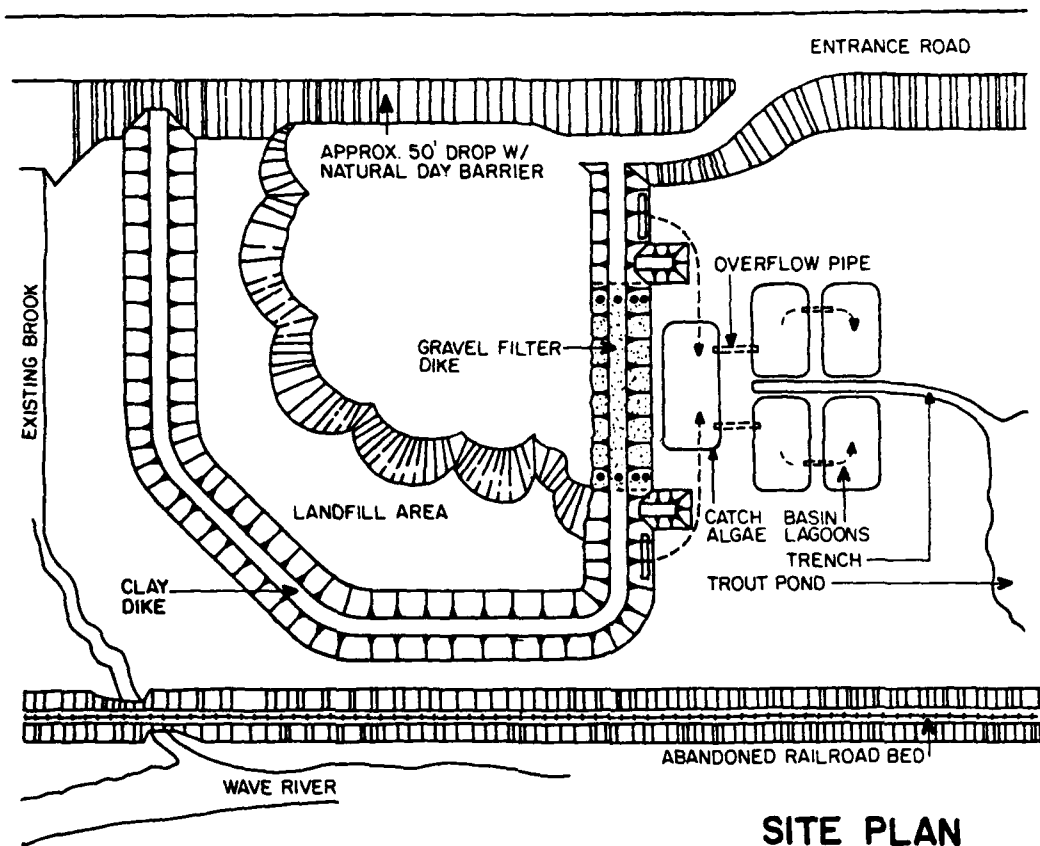 ENTRANCE ROAD
APPROX. 50' DROP W/
NATURAL DAY BARRIER
OVERFLOW PIPE
EXISTING BROOK
GRAVEL FILTER
DIKE
LANDFILL AREA
CATCH BASIN
ALGAE LAGOONS
TRENCH
TROUT POND
CLAY
DIKE
ABANDONED RAILROAD BED
WAVE RIVER
SITE PLAN